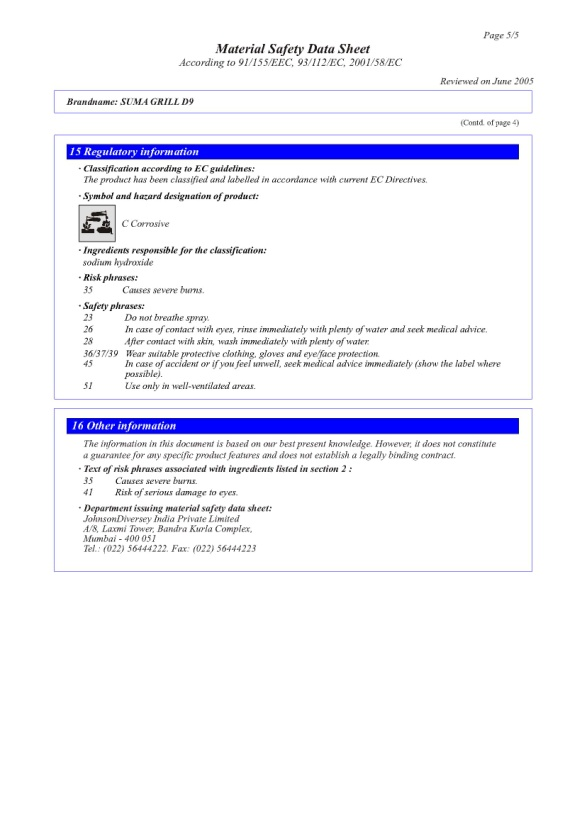 Page 5/5
Material Safety Data Sheet
According to 91/155/EEC, 93/112/EC, 2001/58/EC
Reviewed on June 2005
Brandname: SUMA GRILL D9
(Contd. of page 4)
15 Regulatory information
· Classification according to EC guidelines:
The product has been classified and labelled in accordance with current EC Directives.
· Symbol and hazard designation of product:
C Corrosive
· Ingredients responsible for the classification:
sodium hydroxide
· Risk phrases:
35 Causes severe burns.
· Safety phrases:
23 Do not breathe spray.
26 In case of contact with eyes, rinse immediately with plenty of water and seek medical advice.
28 After contact with skin, wash immediately with plenty of water.
36/37/39 Wear suitable protective clothing, gloves and eye/face protection.
45 In case of accident or if you feel unwell, seek medical advice immediately (show the label where
possible).
51 Use only in well-ventilated areas.
16 Other information
The information in this document is based on our best present knowledge. However, it does not constitute
a guarantee for any specific product features and does not establish a legally binding contract.
· Text of risk phrases associated with ingredients listed in section 2 :
35 Causes severe burns.
41 Risk of serious damage to eyes.
· Department issuing material safety data sheet:
JohnsonDiversey India Private Limited
A/8, Laxmi Tower, Bandra Kurla Complex,
Mumbai - 400 051
Tel.: (022) 56444222. Fax: (022) 56444223